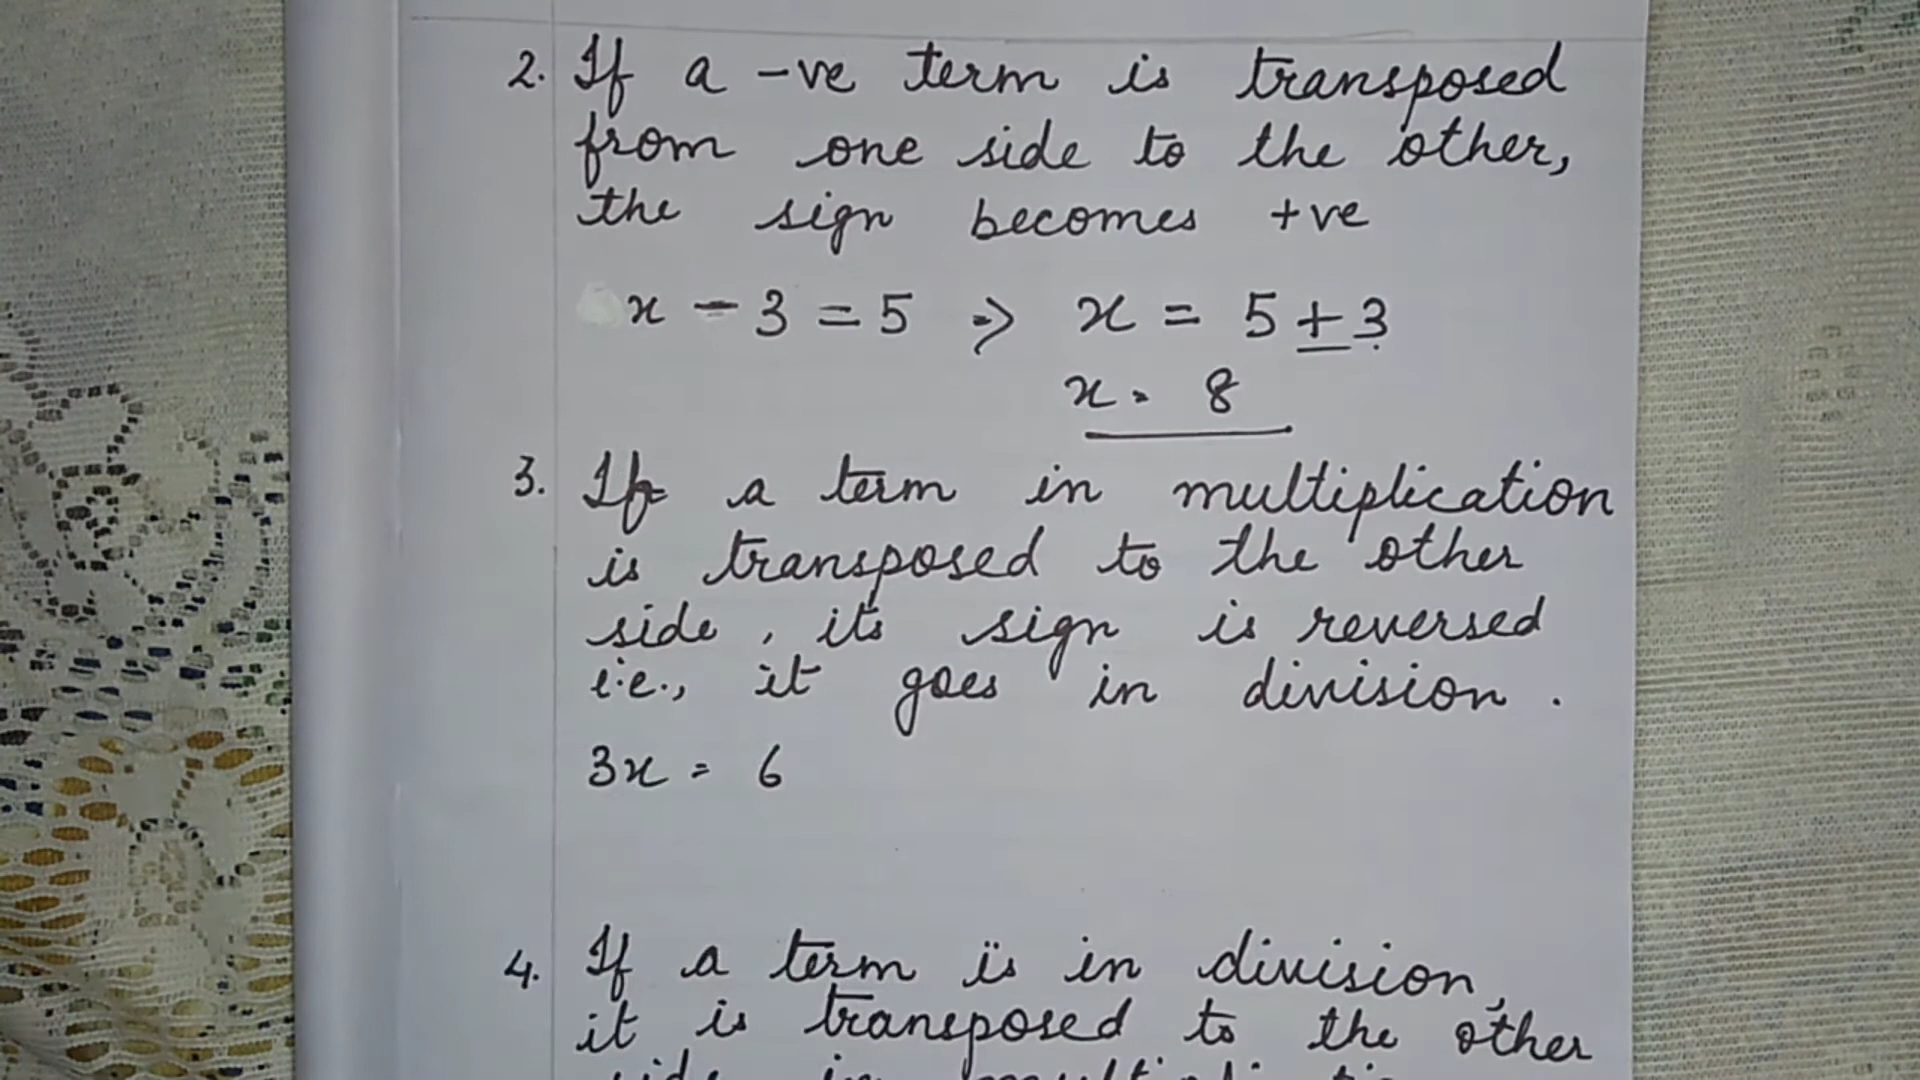 2. If a -ve term is transposed
from one side to the other,
the sign becomes +ve
x - 3 = 5 => x = 5 + 3
x = 8
3. If a term in multiplication
is transposed to the other
side, its sign is reversed
i.e., it goes in division.
3x = 6
4. If a term is in division,
it is transposed to the other
side in